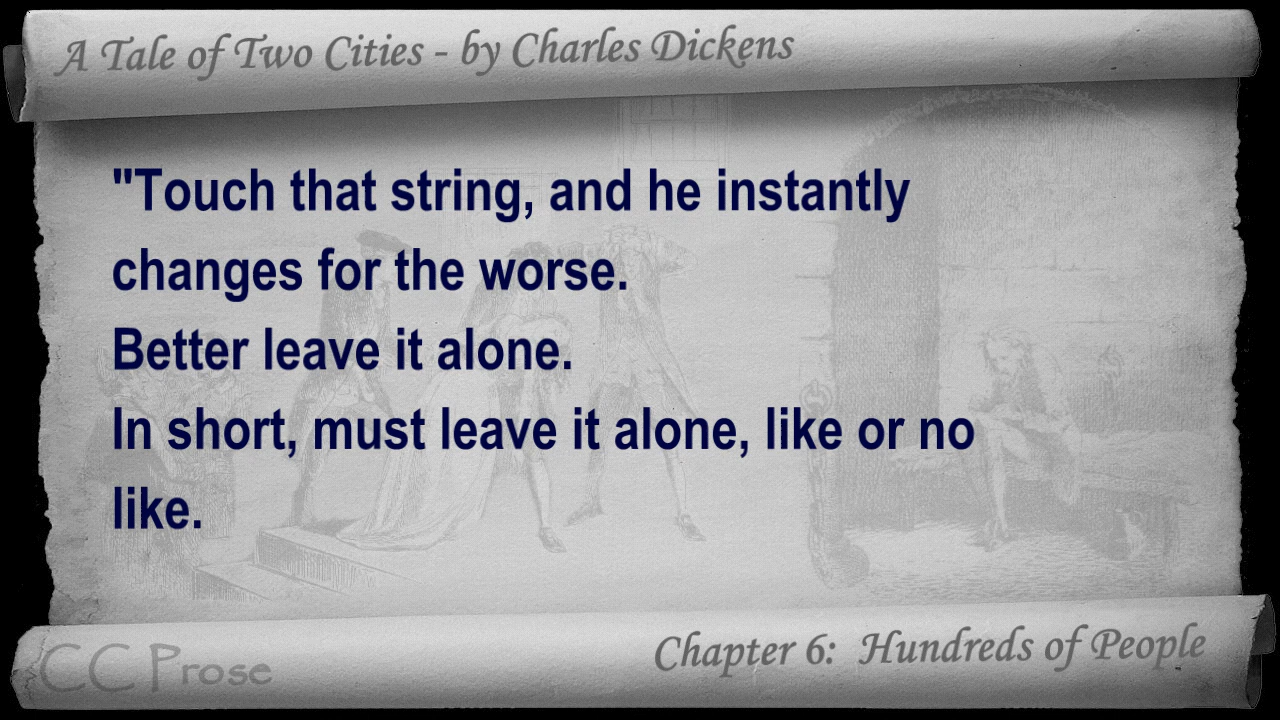 A Tale of Two Cities - by Charles Dickens
"Touch that string, and he instantly
changes for the worse.
Better leave it alone.
In short, must leave it alone, like or no
like.
CC Prose
Chapter 6: Hundreds of People